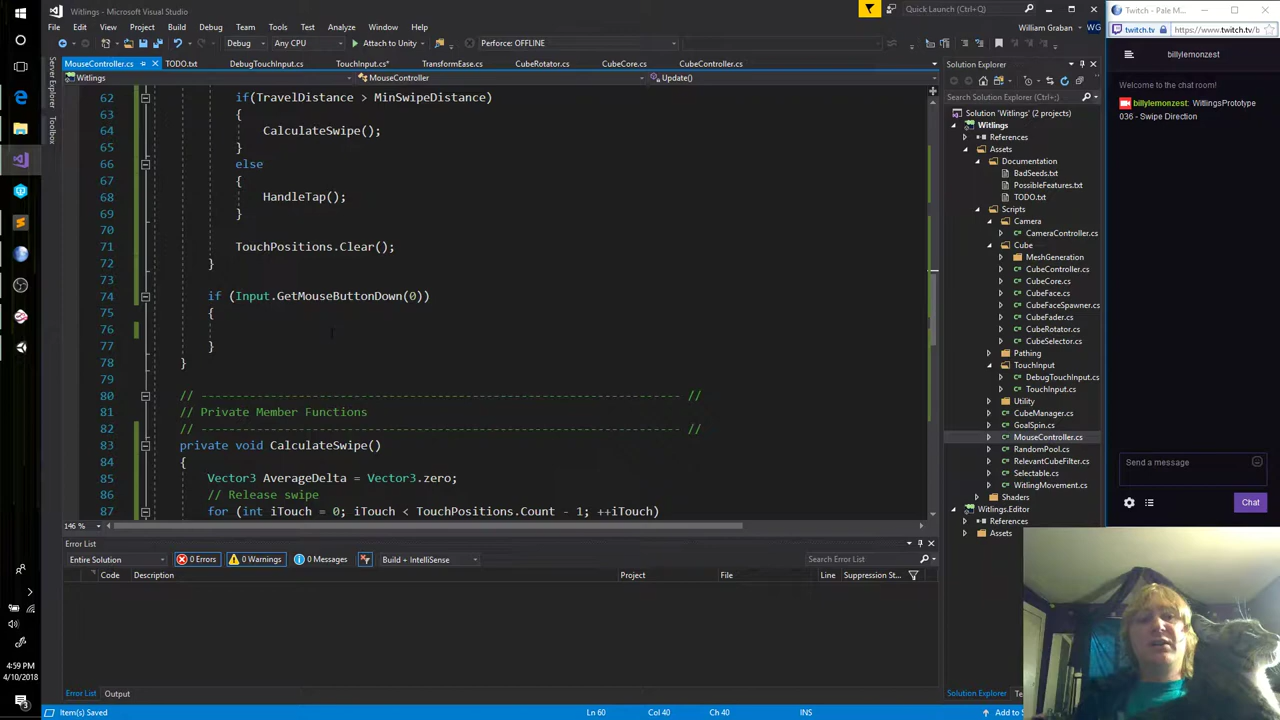 Witlings - Microsoft Visual Studio
Quick Launch (Ctrl+Q)
Twitch - Pale M...
File Edit View Project Build Debug Team Tools Test Analyze Window Help
William Graban WG
twitch.tv https://www.twitch.tv/b
Debug Any CPU Attach to Unity Perforce: OFFLINE
MouseController.cs TODO.txt DebugTouchInput.cs TouchInput.cs* TransformEase.cs CubeRotator.cs CubeCore.cs CubeController.cs
Witlings MouseController Update()
Server Explorer
Toolbox
62 if(TravelDistance > MinSwipDistance)
63 {
64 CalculateSwipe();
65 }
66 else
67 {
68 HandleTap();
69 }
70
71 TouchPositions.Clear();
72 }
73
74 if (Input.GetMouseButtonDown(0))
75 {
76
77 }
78 }
79
80 // --------------------------------------------------------------------- //
81 // Private Member Functions
82 // --------------------------------------------------------------------- //
83 private void CalculateSwipe()
84 {
85 Vector3 AverageDelta = Vector3.zero;
86 // Release swipe
87 for (int iTouch = 0; iTouch < TouchPositions.Count - 1; ++iTouch)
146 %
Error List
Entire Solution 0 Errors 0 Warnings 0 Messages Build + IntelliSense Search Error List
Code Description Project File Line Suppression St...
Error List Output
Item(s) Saved Ln 60 Col 40 Ch 40 INS Add to S
4:59 PM
4/10/2018
Solution Explorer
Search Solution Explorer
Solution 'Witlings' (2 projects)
Witlings
References
Assets
Documentation
BadSeeds.txt
PossibleFeatures.txt
TODO.txt
Scripts
Camera
CameraController.cs
Cube
MeshGeneration
CubeController.cs
CubeCore.cs
CubeFace.cs
CubeFaceSpawner.cs
CubeFader.cs
CubeRotator.cs
CubeSelector.cs
Pathing
TouchInput
DebugTouchInput.cs
TouchInput.cs
Utility
CubeManager.cs
GoalSpin.cs
MouseController.cs
RandomPool.cs
RelevantCubeFilter.cs
Selectable.cs
WitlingMovement.cs
Shaders
Witlings.Editor
References
Assets
Solution Explorer Te
billylemonzest
Welcome to the chat room!
billylemonzest: WitlingsPrototype
036 - Swipe Direction
Send a message
Chat